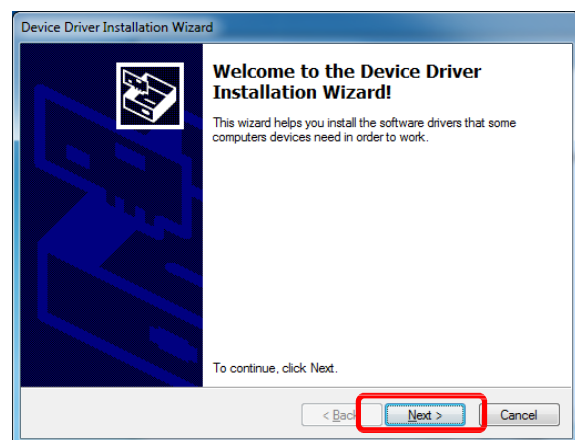 Device Driver Installation Wizard
Welcome to the Device Driver
Installation Wizard!
This wizard helps you install the software drivers that some
computers devices need in order to work.
To continue, click Next.
< Back
Next >
Cancel